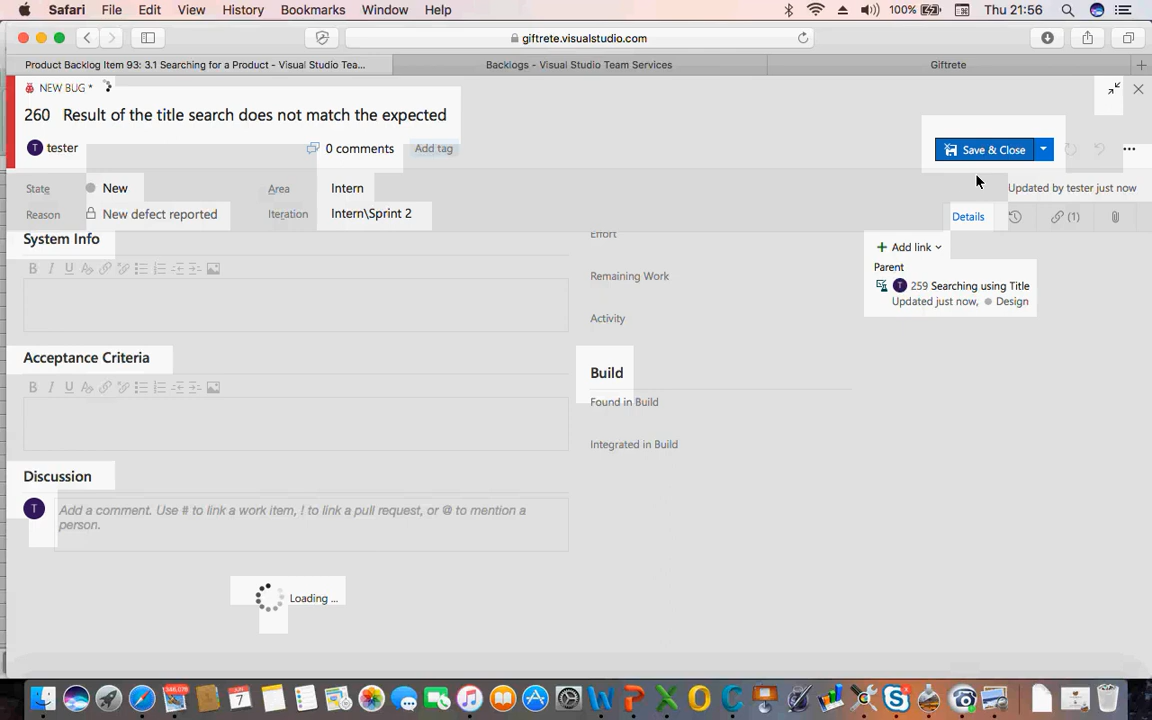 Safari File Edit View History Bookmarks Window Help 100% Thu 21:56
giftrete.visualstudio.com
Product Backlog Item 93: 3.1 Searching for a Product - Visual Studio Tea... Backlogs - Visual Studio Team Services Giftrete
NEW BUG *
260 Result of the title search does not match the expected
T tester 0 comments Add tag Save & Close
State New Area Intern Updated by tester just now
Reason New defect reported Iteration Intern\Sprint 2 Details (1)
System Info Effort Add link
B I U Remaining Work Parent
T 259 Searching using Title
Updated just now, Design
Activity
Acceptance Criteria Build
B I U Found in Build
Integrated in Build
Discussion
T Add a comment. Use # to link a work item, ! to link a pull request, or @ to mention a
person.
Loading ...